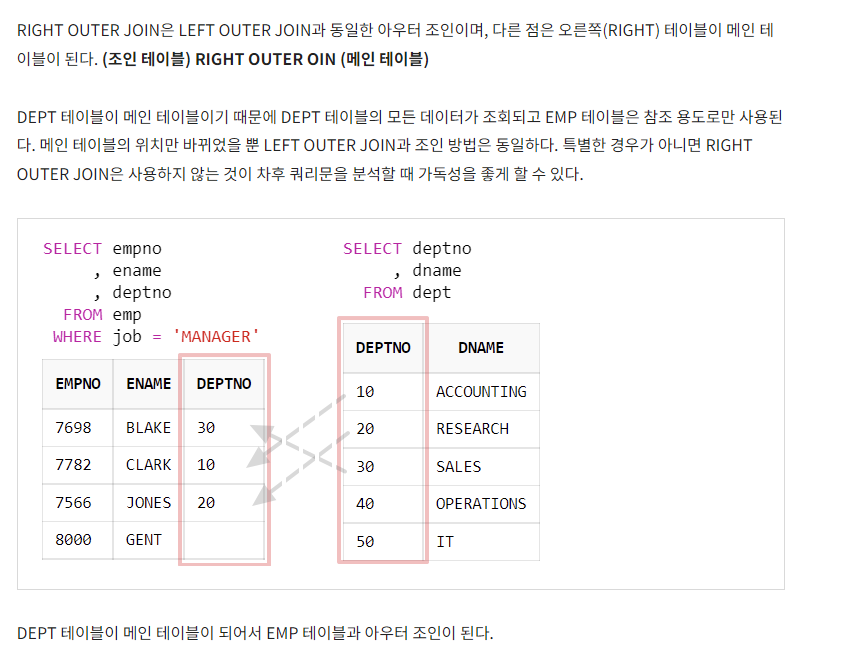 RIGHT OUTER JOIN은 LEFT OUTER JOIN과 동일한 아우터 조인이며, 다른 점은 오른쪽(RIGHT) 테이블이 메인 테
이블이 된다. (조인 테이블) RIGHT OUTER OIN (메인 테이블)
DEPT 테이블이 메인 테이블이기 때문에 DEPT 테이블의 모든 데이터가 조회되고 EMP 테이블은 참조 용도로만 사용된
다. 메인 테이블의 위치만 바뀌었을 뿐 LEFT OUTER JOIN과 조인 방법은 동일하다. 특별한 경우가 아니면 RIGHT
OUTER JOIN은 사용하지 않는 것이 차후 쿼리문을 분석할 때 가독성을 좋게 할 수 있다.
SELECT empno
, ename
, deptno
FROM emp
WHERE job = 'MANAGER'
EMPNO ENAME DEPTNO
7698 BLAKE 30
7782 CLARK 10
7566 JONES 20
8000 GENT
SELECT deptno
, dname
FROM dept
DEPTNO DNAME
10 ACCOUNTING
20 RESEARCH
30 SALES
40 OPERATIONS
50 IT
DEPT 테이블이 메인 테이블이 되어서 EMP 테이블과 아우터 조인이 된다.